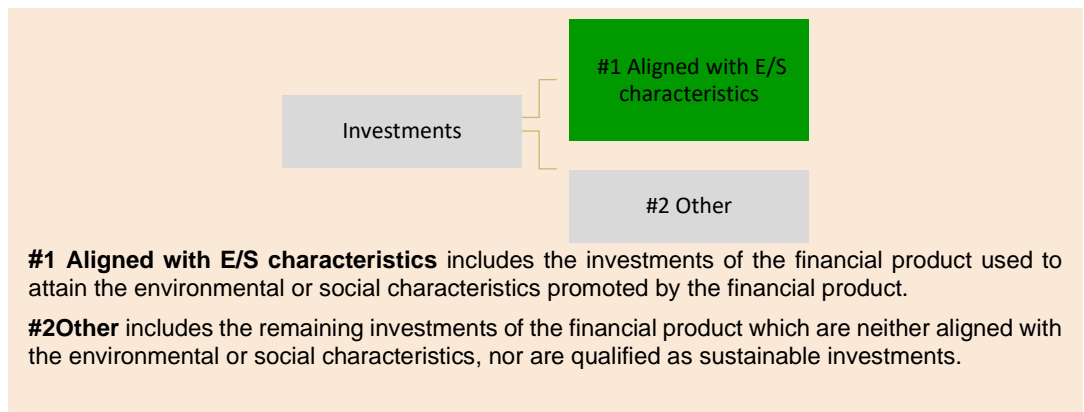 #1 Aligned with E/S
characteristics
Investments
#2 Other
#1 Aligned with E/S characteristics includes the investments of the financial product used to
attain the environmental or social characteristics promoted by the financial product.
#2Other includes the remaining investments of the financial product which are neither aligned with
the environmental or social characteristics, nor are qualified as sustainable investments.